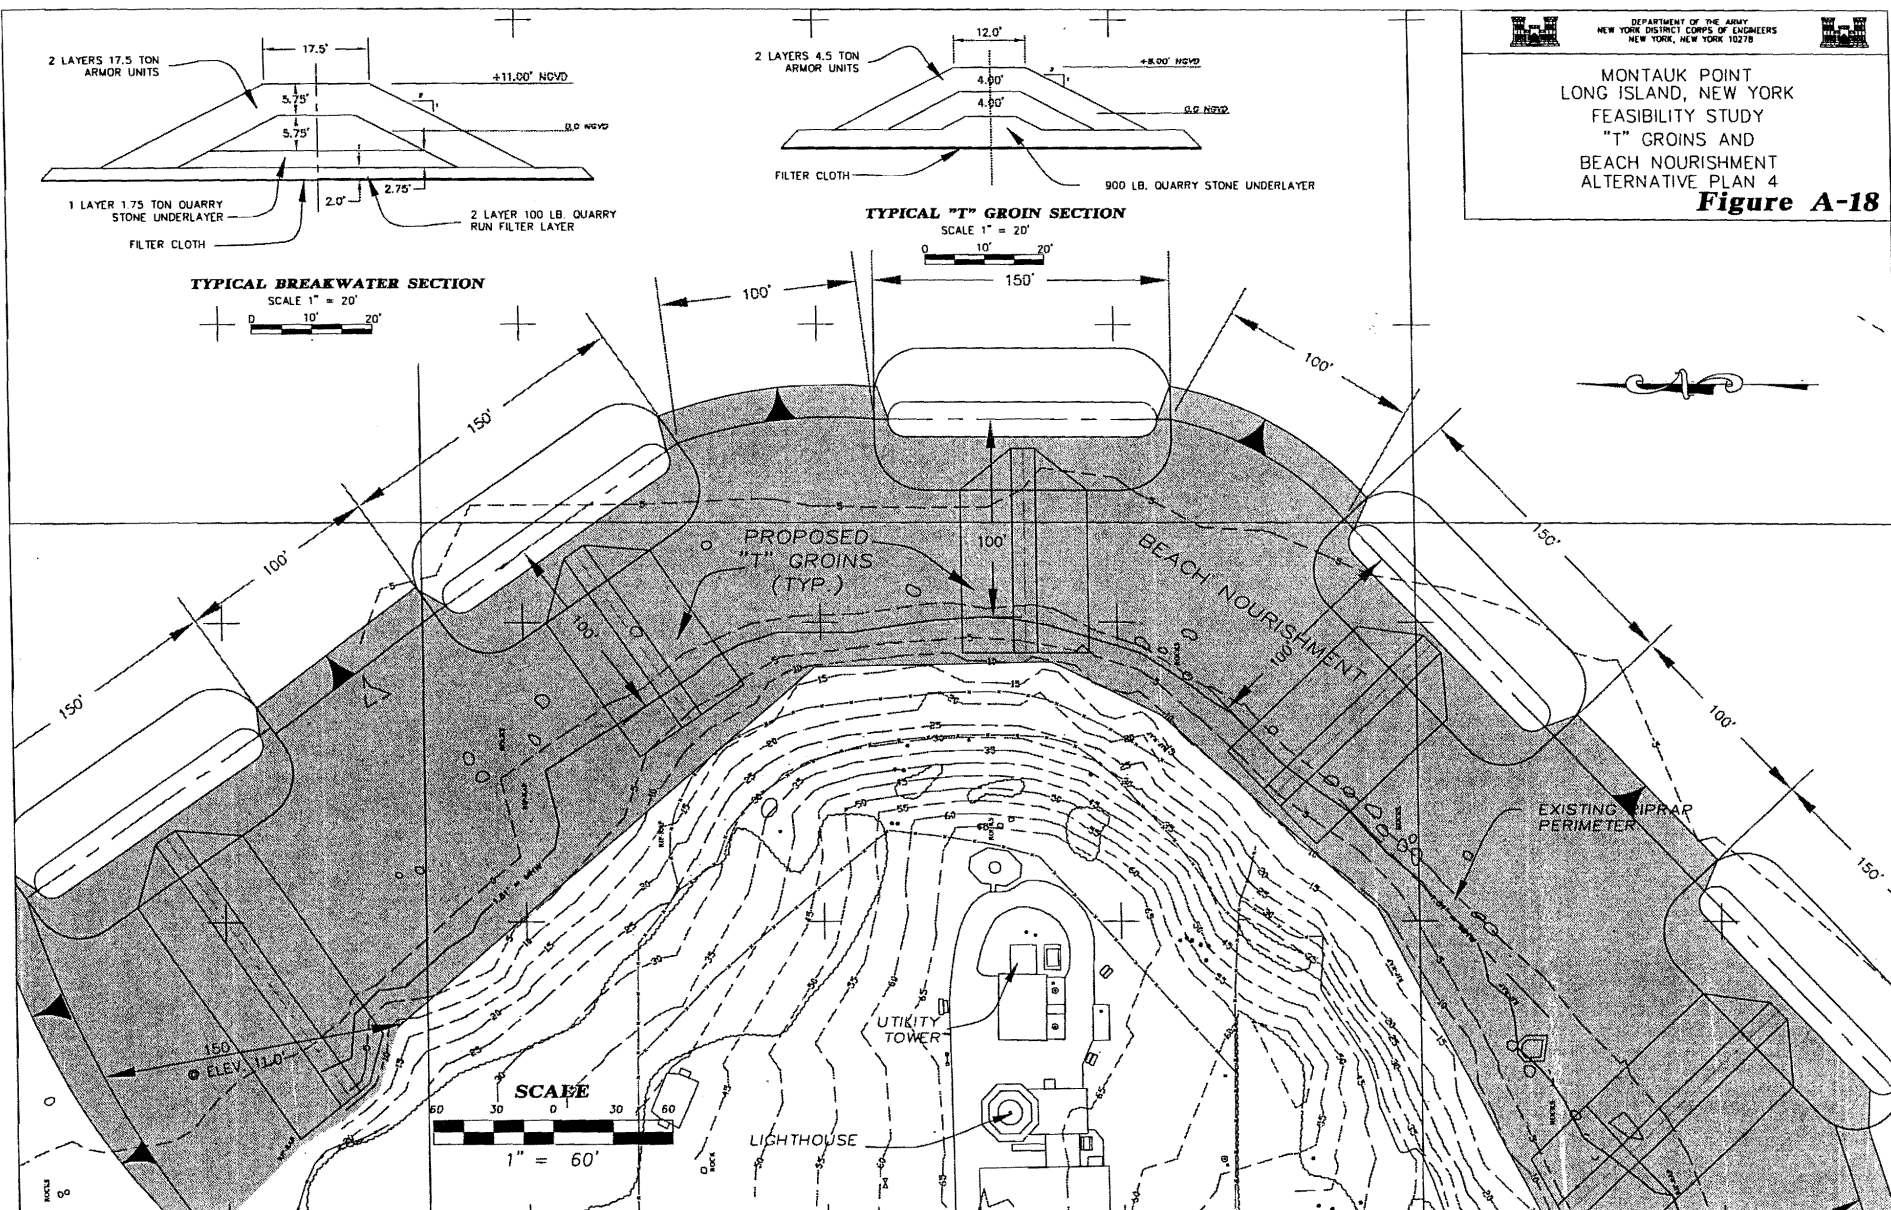 2 LAYERS 17.5 TON
ARMOR UNITS
17.5'
+11.00' NGVD
5.75'
5.75'
0.0 NGVD
2.75'
2.0'
1 LAYER 1.75 TON QUARRY
STONE UNDERLAYER
FILTER CLOTH
2 LAYER 100 LB. QUARRY
RUN FILTER LAYER
TYPICAL BREAKWATER SECTION
SCALE 1" = 20'
0 10' 20'
2 LAYERS 4.5 TON
ARMOR UNITS
12.0'
+8.00' NGVD
4.00'
4.00'
0.0 NGVD
FILTER CLOTH
900 LB. QUARRY STONE UNDERLAYER
TYPICAL "T" GROIN SECTION
SCALE 1" = 20'
0 10' 20'
DEPARTMENT OF THE ARMY
NEW YORK DISTRICT CORPS OF ENGINEERS
NEW YORK, NEW YORK 10278
MONTAUK POINT
LONG ISLAND, NEW YORK
FEASIBILITY STUDY
"T" GROINS AND
BEACH NOURISHMENT
ALTERNATIVE PLAN 4
Figure A-18
150'
100'
150'
100'
150'
100'
150'
100'
150'
PROPOSED
"T" GROINS
(TYP.)
100'
100'
100'
BEACH NOURISHMENT
EXISTING RIPRAP
PERIMETER
150
@ ELEV. 11.0'
UTILITY
TOWER
LIGHTHOUSE
SCALE
60 30 0 30 60
1" = 60'
ROCKS
ROCKS
ROCKS
ROCKS
RIPRAP
RIPRAP
ROCK